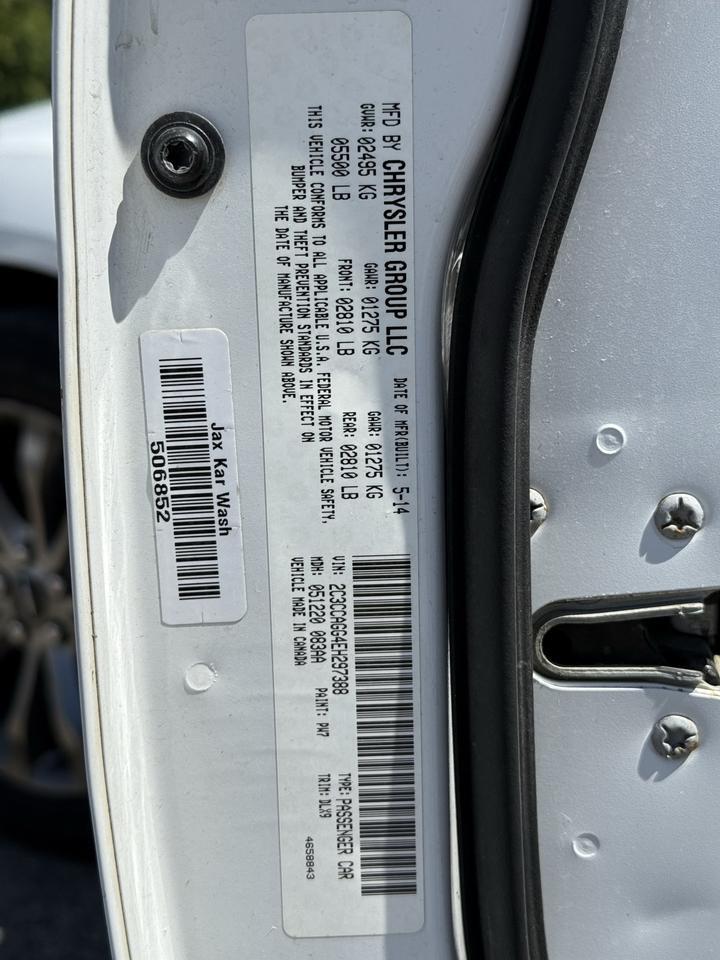 MFD BY CHRYSLER GROUP LLC DATE OF MFR(BUILT): 5-14
GVWR: 02495 KG GAWR: 01275 KG GAWR: 01275 KG
05500 LB FRONT: 02810 LB REAR: 02810 LB
THIS VEHICLE CONFORMS TO ALL APPLICABLE U.S.A. FEDERAL MOTOR VEHICLE SAFETY,
BUMPER AND THEFT PREVENTION STANDARDS IN EFFECT ON
THE DATE OF MANUFACTURE SHOWN ABOVE.
VIN: 2C3CCAGG4EH297388 TYPE: PASSENGER CAR
MDH: 051220 083AA PAINT: PW7 TRIM: DLX9
VEHICLE MADE IN CANADA 4658843
Jax Kar Wash
506852